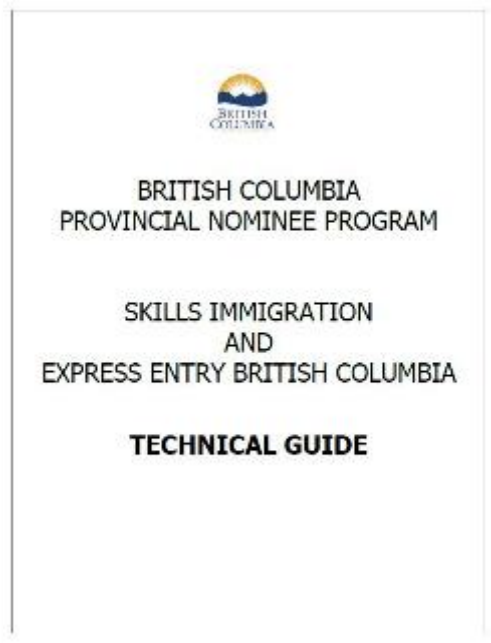 BRITISH
COLUMBIA
BRITISH COLUMBIA
PROVINCIAL NOMINEE PROGRAM
SKILLS IMMIGRATION
AND
EXPRESS ENTRY BRITISH COLUMBIA
TECHNICAL GUIDE